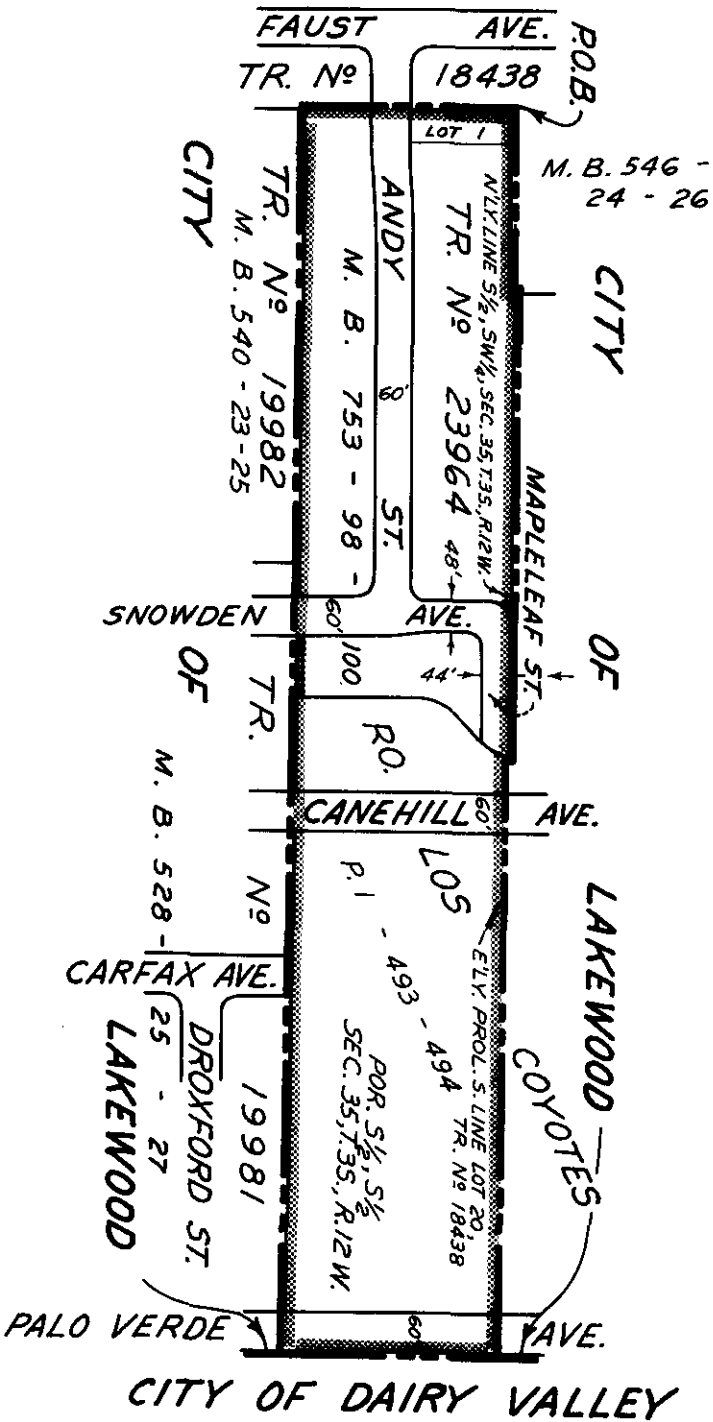 FAUST AVE.
P.O.B.
TR. Nº 18438
LOT 1
M. B. 546 -
24 - 26
CITY
CITY
N'LY LINE S½, SW¼, SEC. 35, T.3S., R.12W.
TR. Nº 23964
ANDY ST.
60'
M. B. 753 - 98 - 100
TR. Nº 19982
M. B. 540 - 23 - 25
MAPLELEAF ST.
48'
SNOWDEN AVE.
60'
44'
OF
OF
RO. LOS COYOTES
P. 1 - 493 - 494
CANEHILL AVE.
60'
TR. Nº 19981
M. B. 528 -
25 - 27
CARFAX AVE.
DROXFORD ST.
LAKEWOOD
LAKEWOOD
E'LY. PROL. S. LINE LOT 20,
TR. Nº 18438
POR. S½, S½
SEC. 35, T.3S., R.12W.
PALO VERDE AVE.
60'
CITY OF DAIRY VALLEY